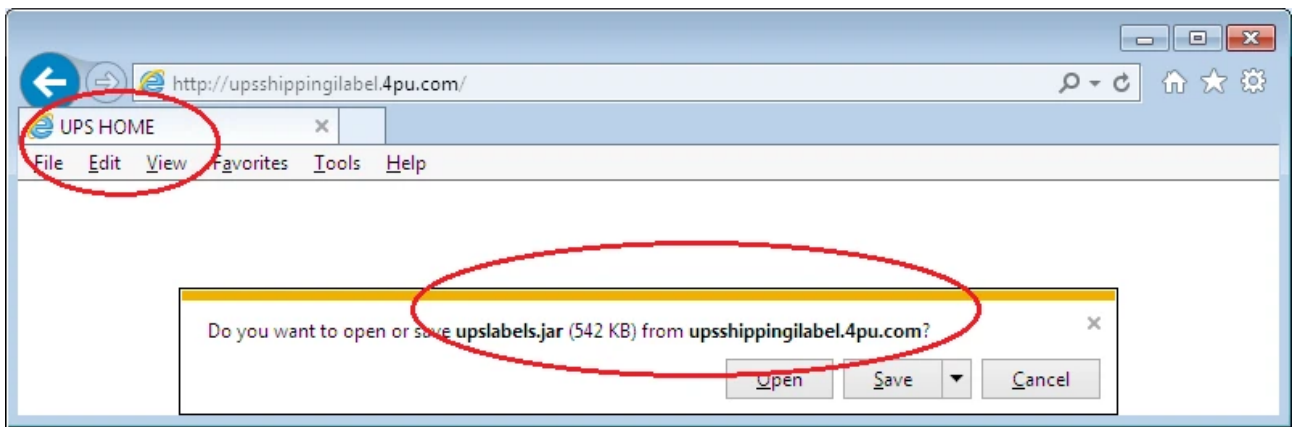 http://upsshippingilabel.4pu.com/
UPS HOME
File Edit View Favorites Tools Help
Do you want to open or save upslabels.jar (542 KB) from upsshippingilabel.4pu.com?
Open Save Cancel